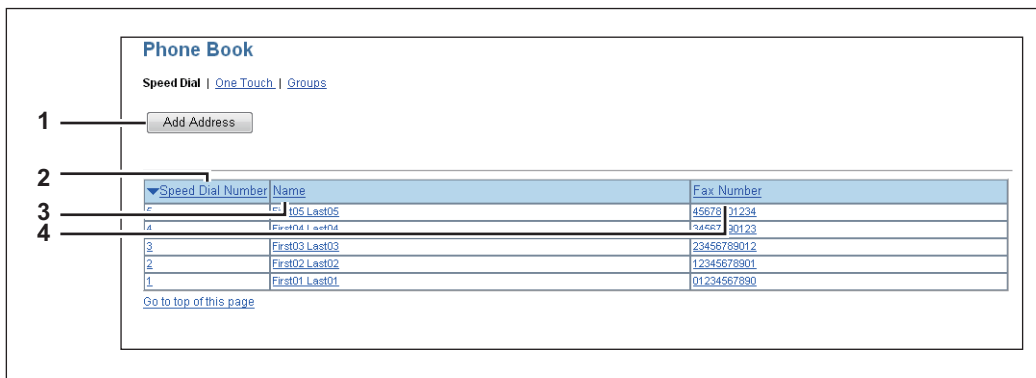 Phone Book
Speed Dial | One Touch | Groups
1
Add Address
2
Speed Dial Number Name Fax Number
3
4
3 First03 Last03 23456789012
2 First02 Last02 12345678901
1 First01 Last01 01234567890
Go to top of this page